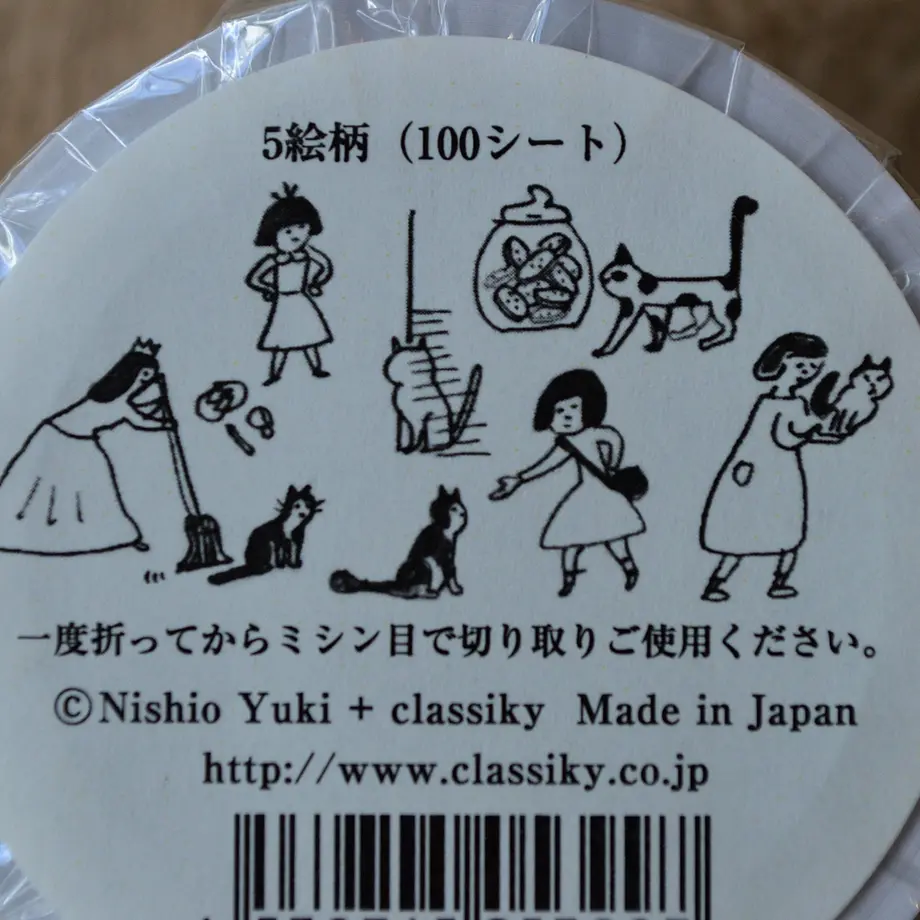 5絵柄（100シート）
一度折ってからミシン目で切り取りご使用ください。
©Nishio Yuki + classiky Made in Japan
http://www.classiky.co.jp